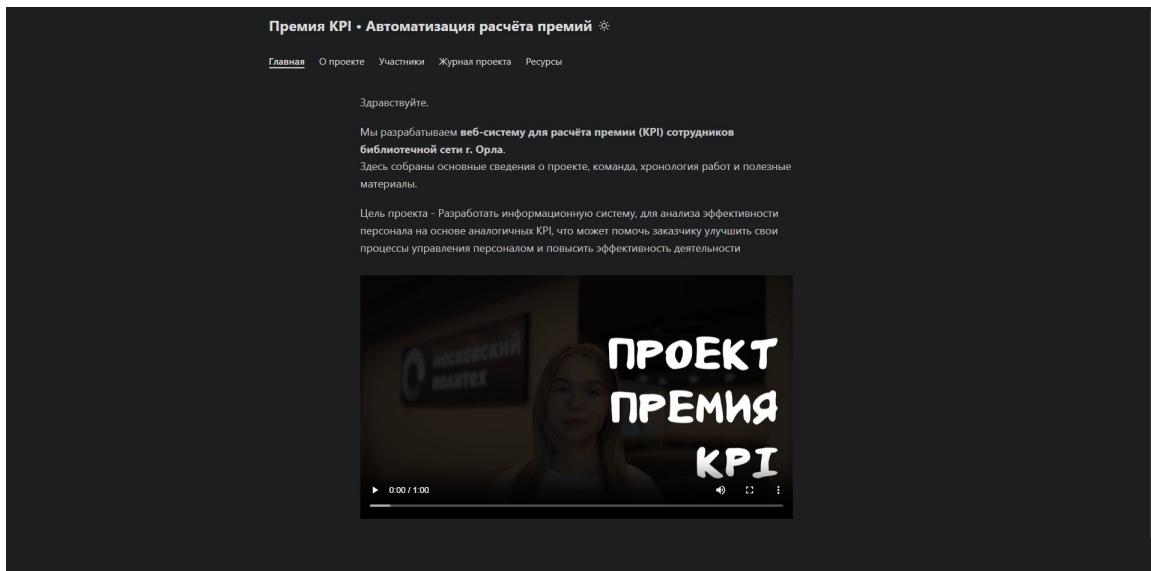 Премия KPI • Автоматизация расчёта премий
Главная О проекте Участники Журнал проекта Ресурсы
Здравствуйте.
Мы разрабатываем веб-систему для расчёта премии (KPI) сотрудников
библиотечной сети г. Орла.
Здесь собраны основные сведения о проекте, команда, хронология работ и полезные
материалы.
Цель проекта - Разработать информационную систему, для анализа эффективности
персонала на основе аналогичных KPI, что может помочь заказчику улучшить свои
процессы управления персоналом и повысить эффективность деятельности
МОСКОВСКИЙ
ПОЛИТЕХ
ПРОЕКТ
ПРЕМИЯ
KPI
0:00 / 1:00